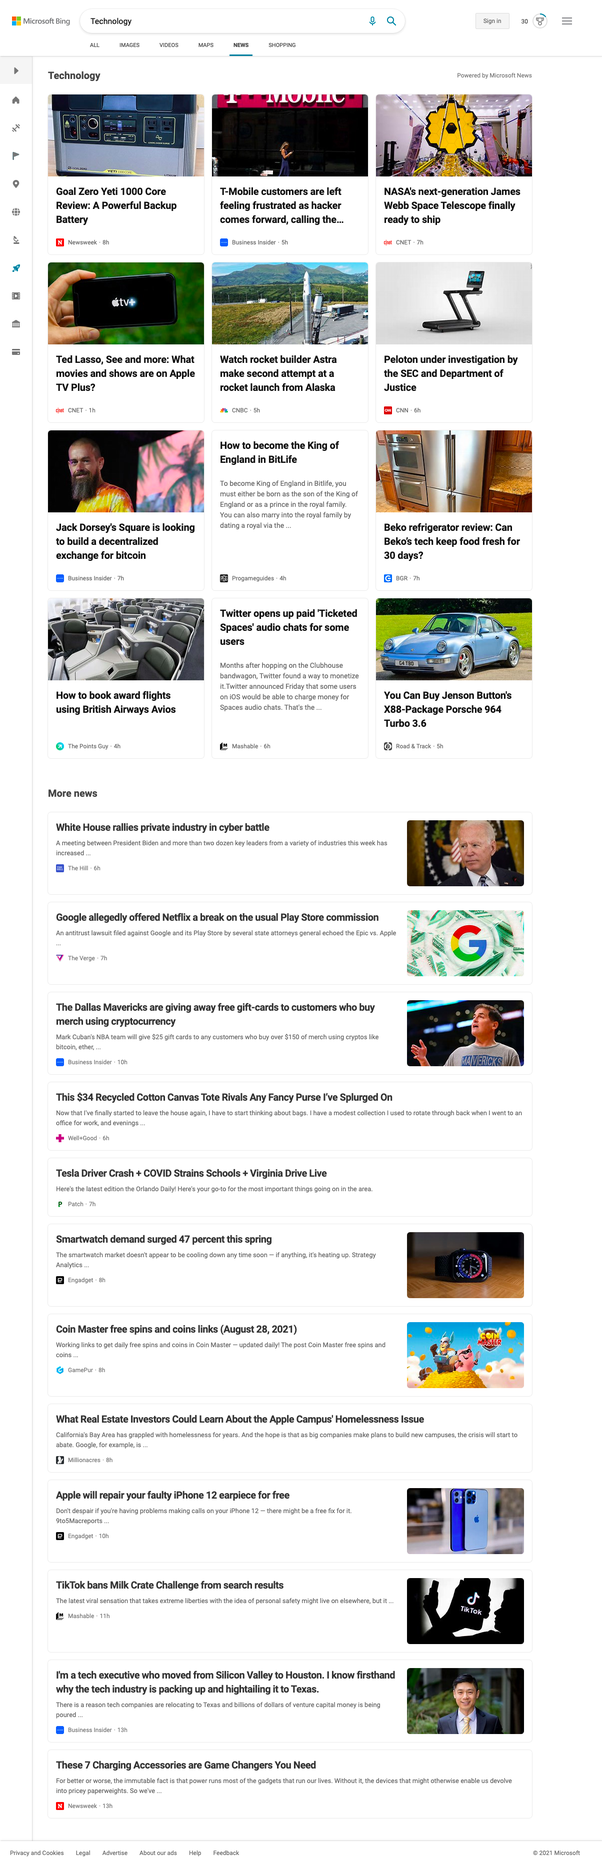 Microsoft Bing
Technology
Sign in
30
ALL IMAGES VIDEOS MAPS NEWS SHOPPING
Technology
Powered by Microsoft News
Goal Zero Yeti 1000 Core
Review: A Powerful Backup
Battery
Newsweek · 8h
T-Mobile customers are left
feeling frustrated as hacker
comes forward, calling the...
Business Insider · 5h
NASA's next-generation James
Webb Space Telescope finally
ready to ship
CNET · 7h
tv+
Ted Lasso, See and more: What
movies and shows are on Apple
TV Plus?
CNET · 1h
Watch rocket builder Astra
make second attempt at a
rocket launch from Alaska
CNBC · 5h
Peloton under investigation by
the SEC and Department of
Justice
CNN · 6h
Jack Dorsey's Square is looking
to build a decentralized
exchange for bitcoin
Business Insider · 7h
How to become the King of
England in BitLife
To become King of England in Bitlife, you
must either be born as the son of the King of
England or as a prince in the royal family.
You can also marry into the royal family by
dating a royal via the ...
Progameguides · 4h
Beko refrigerator review: Can
Beko's tech keep food fresh for
30 days?
BGR · 7h
How to book award flights
using British Airways Avios
The Points Guy · 4h
Twitter opens up paid 'Ticketed
Spaces' audio chats for some
users
Months after hopping on the Clubhouse
bandwagon, Twitter found a way to monetize
it.Twitter announced Friday that some users
on iOS would be able to charge money for
Spaces audio chats. That's the ...
Mashable · 6h
You Can Buy Jenson Button's
X88-Package Porsche 964
Turbo 3.6
Road & Track · 5h
More news
White House rallies private industry in cyber battle
A meeting between President Biden and more than two dozen key leaders from a variety of industries this week has
increased ...
The Hill · 6h
Google allegedly offered Netflix a break on the usual Play Store commission
An antitrust lawsuit filed against Google and its Play Store by several state attorneys general echoed the Epic vs. Apple
...
The Verge · 7h
The Dallas Mavericks are giving away free gift-cards to customers who buy
merch using cryptocurrency
Mark Cuban's NBA team will give $25 gift cards to any customers who buy over $150 of merch using cryptos like
bitcoin, ether, ...
Business Insider · 10h
MAVERICKS
This $34 Recycled Cotton Canvas Tote Rivals Any Fancy Purse I've Splurged On
Now that I've finally started to leave the house again, I have to start thinking about bags. I have a modest collection I used to rotate through back when I went to an
office for work, and evenings ...
Well+Good · 6h
Tesla Driver Crash + COVID Strains Schools + Virginia Drive Live
Here's the latest edition the Orlando Daily! Here's your go-to for the most important things going on in the area.
Patch · 7h
Smartwatch demand surged 47 percent this spring
The smartwatch market doesn't appear to be cooling down any time soon — if anything, it's heating up. Strategy
Analytics ...
Engadget · 8h
Coin Master free spins and coins links (August 28, 2021)
Working links to get daily free spins and coins in Coin Master — updated daily! The post Coin Master free spins and
coins ...
GamePur · 8h
COIN
MASTER
What Real Estate Investors Could Learn About the Apple Campus' Homelessness Issue
California's Bay Area has grappled with homelessness for years. And the hope is that as big companies make plans to build new campuses, the crisis will start to
abate. Google, for example, is ...
Millionacres · 8h
Apple will repair your faulty iPhone 12 earpiece for free
Don't despair if you're having problems making calls on your iPhone 12 — there might be a free fix for it.
9to5Macreports ...
Engadget · 10h
TikTok bans Milk Crate Challenge from search results
The latest viral sensation that takes extreme liberties with the idea of personal safety might live on elsewhere, but it ...
Mashable · 11h
TikTok
I'm a tech executive who moved from Silicon Valley to Houston. I know firsthand
why the tech industry is packing up and hightailing it to Texas.
There is a reason tech companies are relocating to Texas and billions of dollars of venture capital money is being
poured ...
Business Insider · 13h
These 7 Charging Accessories are Game Changers You Need
For better or worse, the immutable fact is that power runs most of the gadgets that run our lives. Without it, the devices that might otherwise enable us devolve
into pricey paperweights. So we've ...
Newsweek · 13h
Privacy and Cookies Legal Advertise About our ads Help Feedback
© 2021 Microsoft